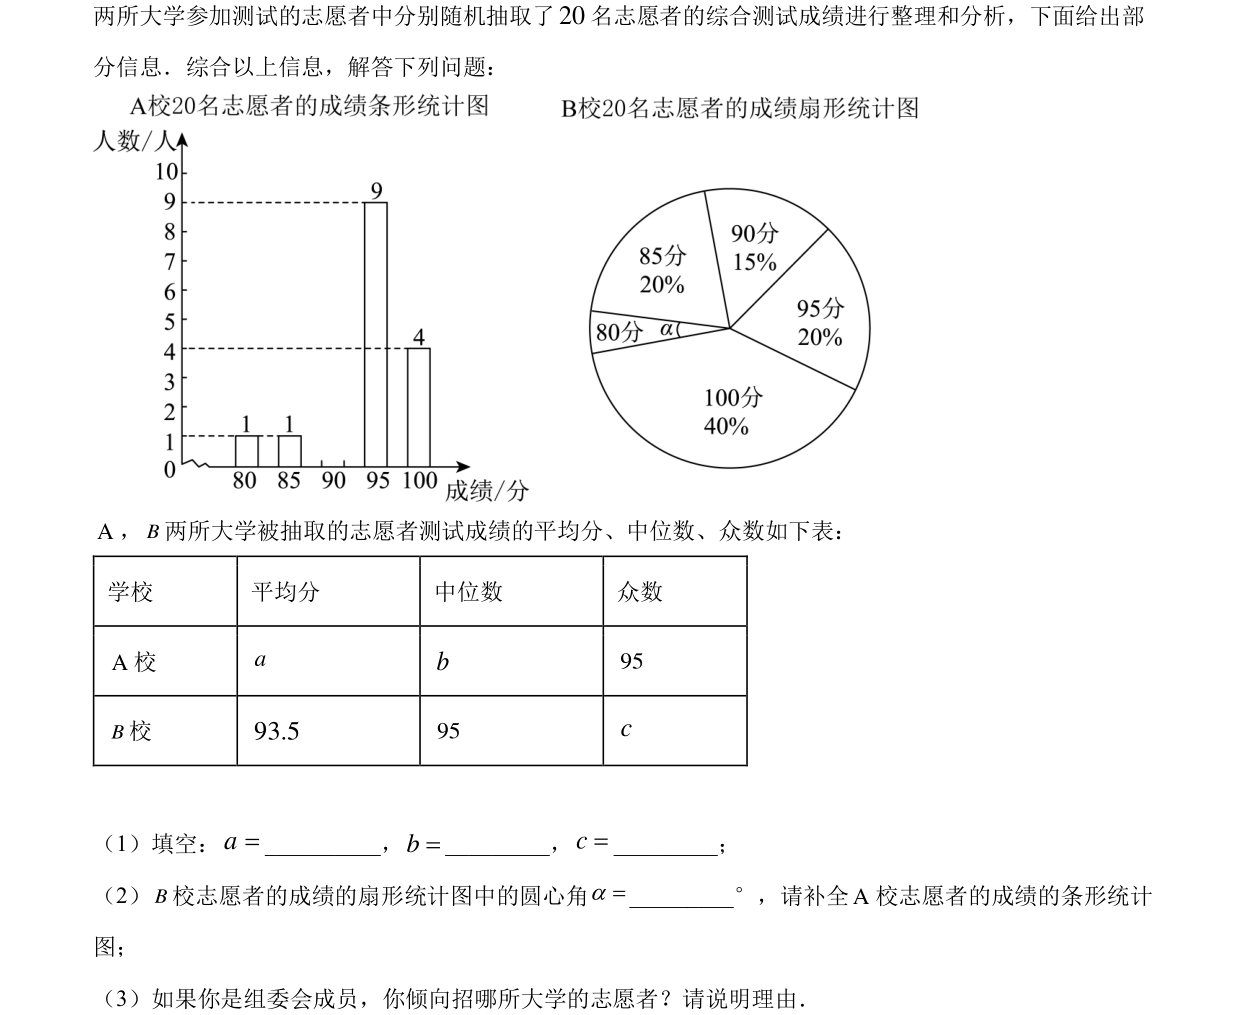 两所大学参加测试的志愿者中分别随机抽取了 20 名志愿者的综合测试成绩进行整理和分析，下面给出部
分信息．综合以上信息，解答下列问题：
A校20名志愿者的成绩条形统计图
B校20名志愿者的成绩扇形统计图
人数/人
10
9
8
7
6
5
4
3
2
1
0
1
1
9
4
80 85 90 95 100
成绩/分
85分
20%
90分
15%
95分
20%
80分 α
100分
40%
A ， B 两所大学被抽取的志愿者测试成绩的平均分、中位数、众数如下表：
学校 平均分 中位数 众数
A 校 a b 95
B 校 93.5 95 c
（1）填空：a =__________，b =_________，c =_________；
（2）B 校志愿者的成绩的扇形统计图中的圆心角 α =_________°，请补全 A 校志愿者的成绩的条形统计
图；
（3）如果你是组委会成员，你倾向招哪所大学的志愿者？请说明理由．